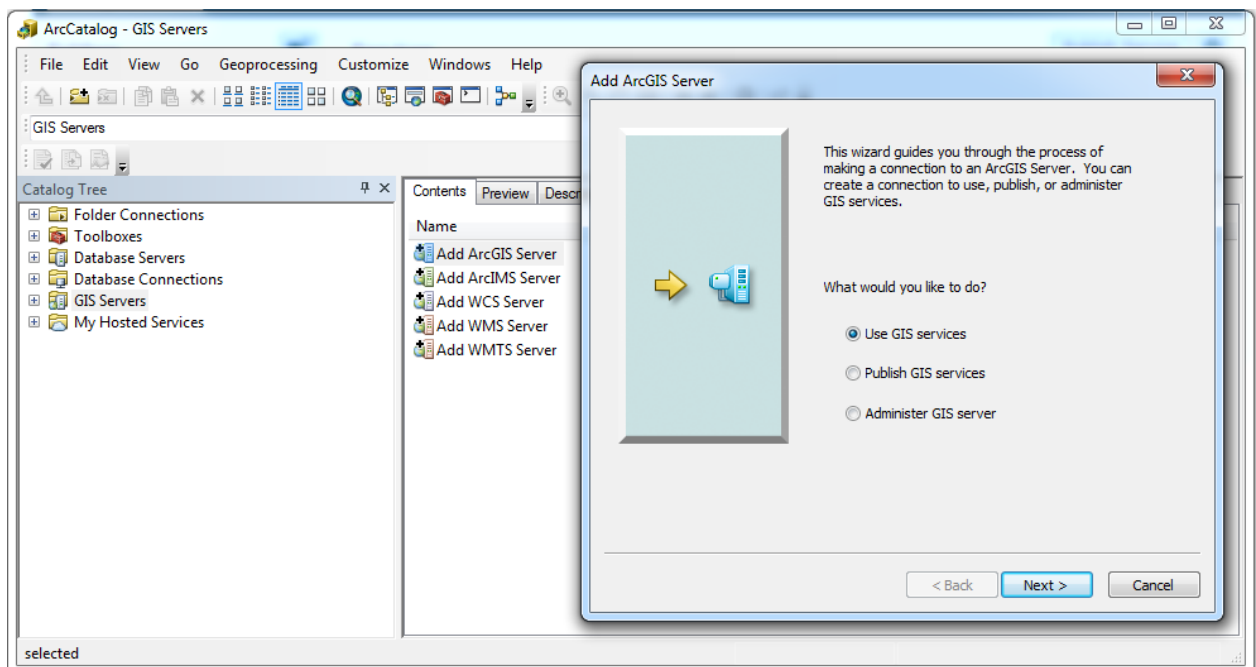 ArcCatalog - GIS Servers
File Edit View Go Geoprocessing Customize Windows Help
GIS Servers
Catalog Tree
Folder Connections
Toolboxes
Database Servers
Database Connections
GIS Servers
My Hosted Services
Contents Preview Descr
Name
Add ArcGIS Server
Add ArcIMS Server
Add WCS Server
Add WMS Server
Add WMTS Server
Add ArcGIS Server
This wizard guides you through the process of
making a connection to an ArcGIS Server. You can
create a connection to use, publish, or administer
GIS services.
What would you like to do?
Use GIS services
Publish GIS services
Administer GIS server
< Back Next > Cancel
selected